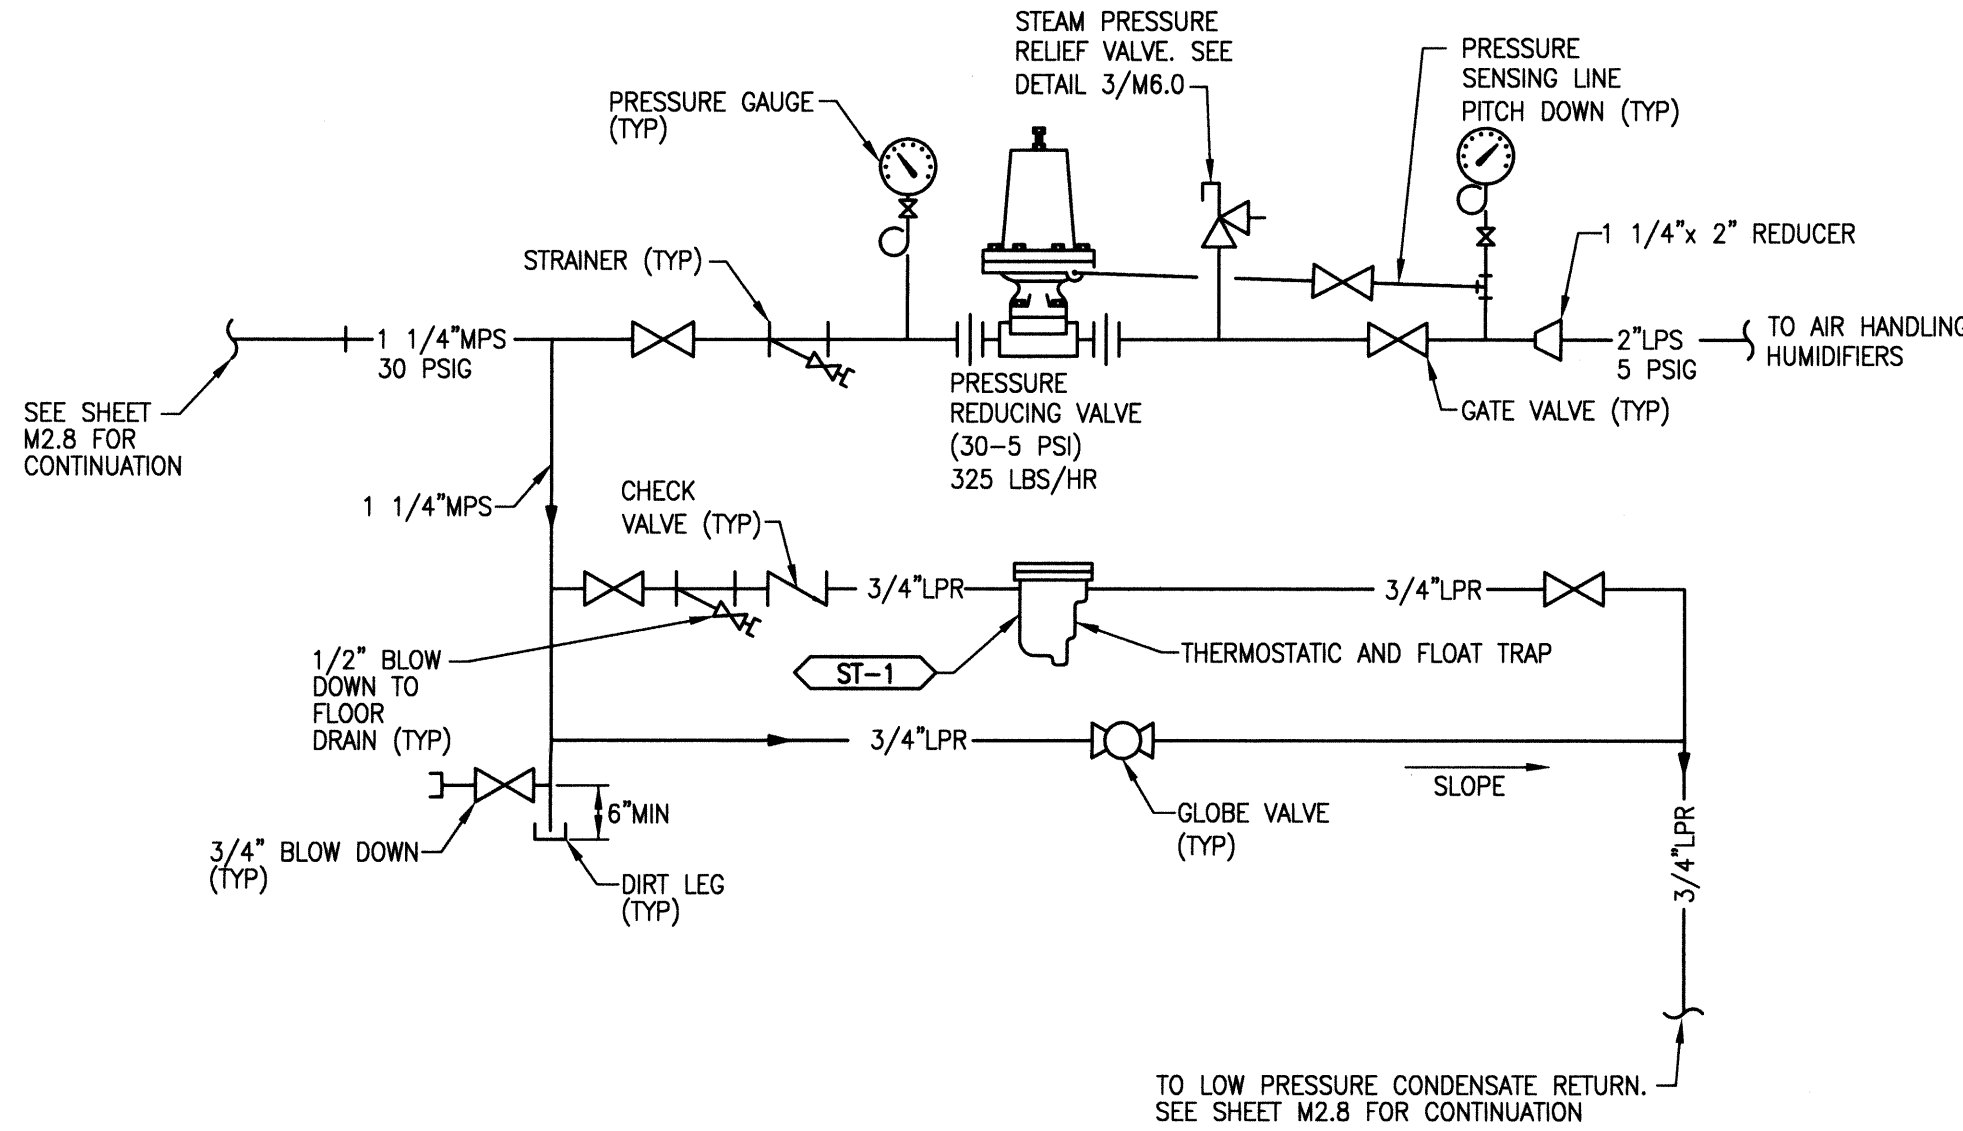 STEAM PRESSURE
RELIEF VALVE. SEE
DETAIL 3/M6.0
PRESSURE
SENSING LINE
PITCH DOWN (TYP)
PRESSURE GAUGE
(TYP)
STRAINER (TYP)
1 1/4"x 2" REDUCER
1 1/4"MPS
30 PSIG
2"LPS
5 PSIG
TO AIR HANDLING
HUMIDIFIERS
SEE SHEET
M2.8 FOR
CONTINUATION
PRESSURE
REDUCING VALVE
(30-5 PSI)
325 LBS/HR
GATE VALVE (TYP)
1 1/4"MPS
CHECK
VALVE (TYP)
3/4"LPR
3/4"LPR
1/2" BLOW
DOWN TO
FLOOR
DRAIN (TYP)
ST-1
THERMOSTATIC AND FLOAT TRAP
3/4"LPR
SLOPE
6"MIN
GLOBE VALVE
(TYP)
3/4" BLOW DOWN
(TYP)
DIRT LEG
(TYP)
3/4"LPR
TO LOW PRESSURE CONDENSATE RETURN.
SEE SHEET M2.8 FOR CONTINUATION